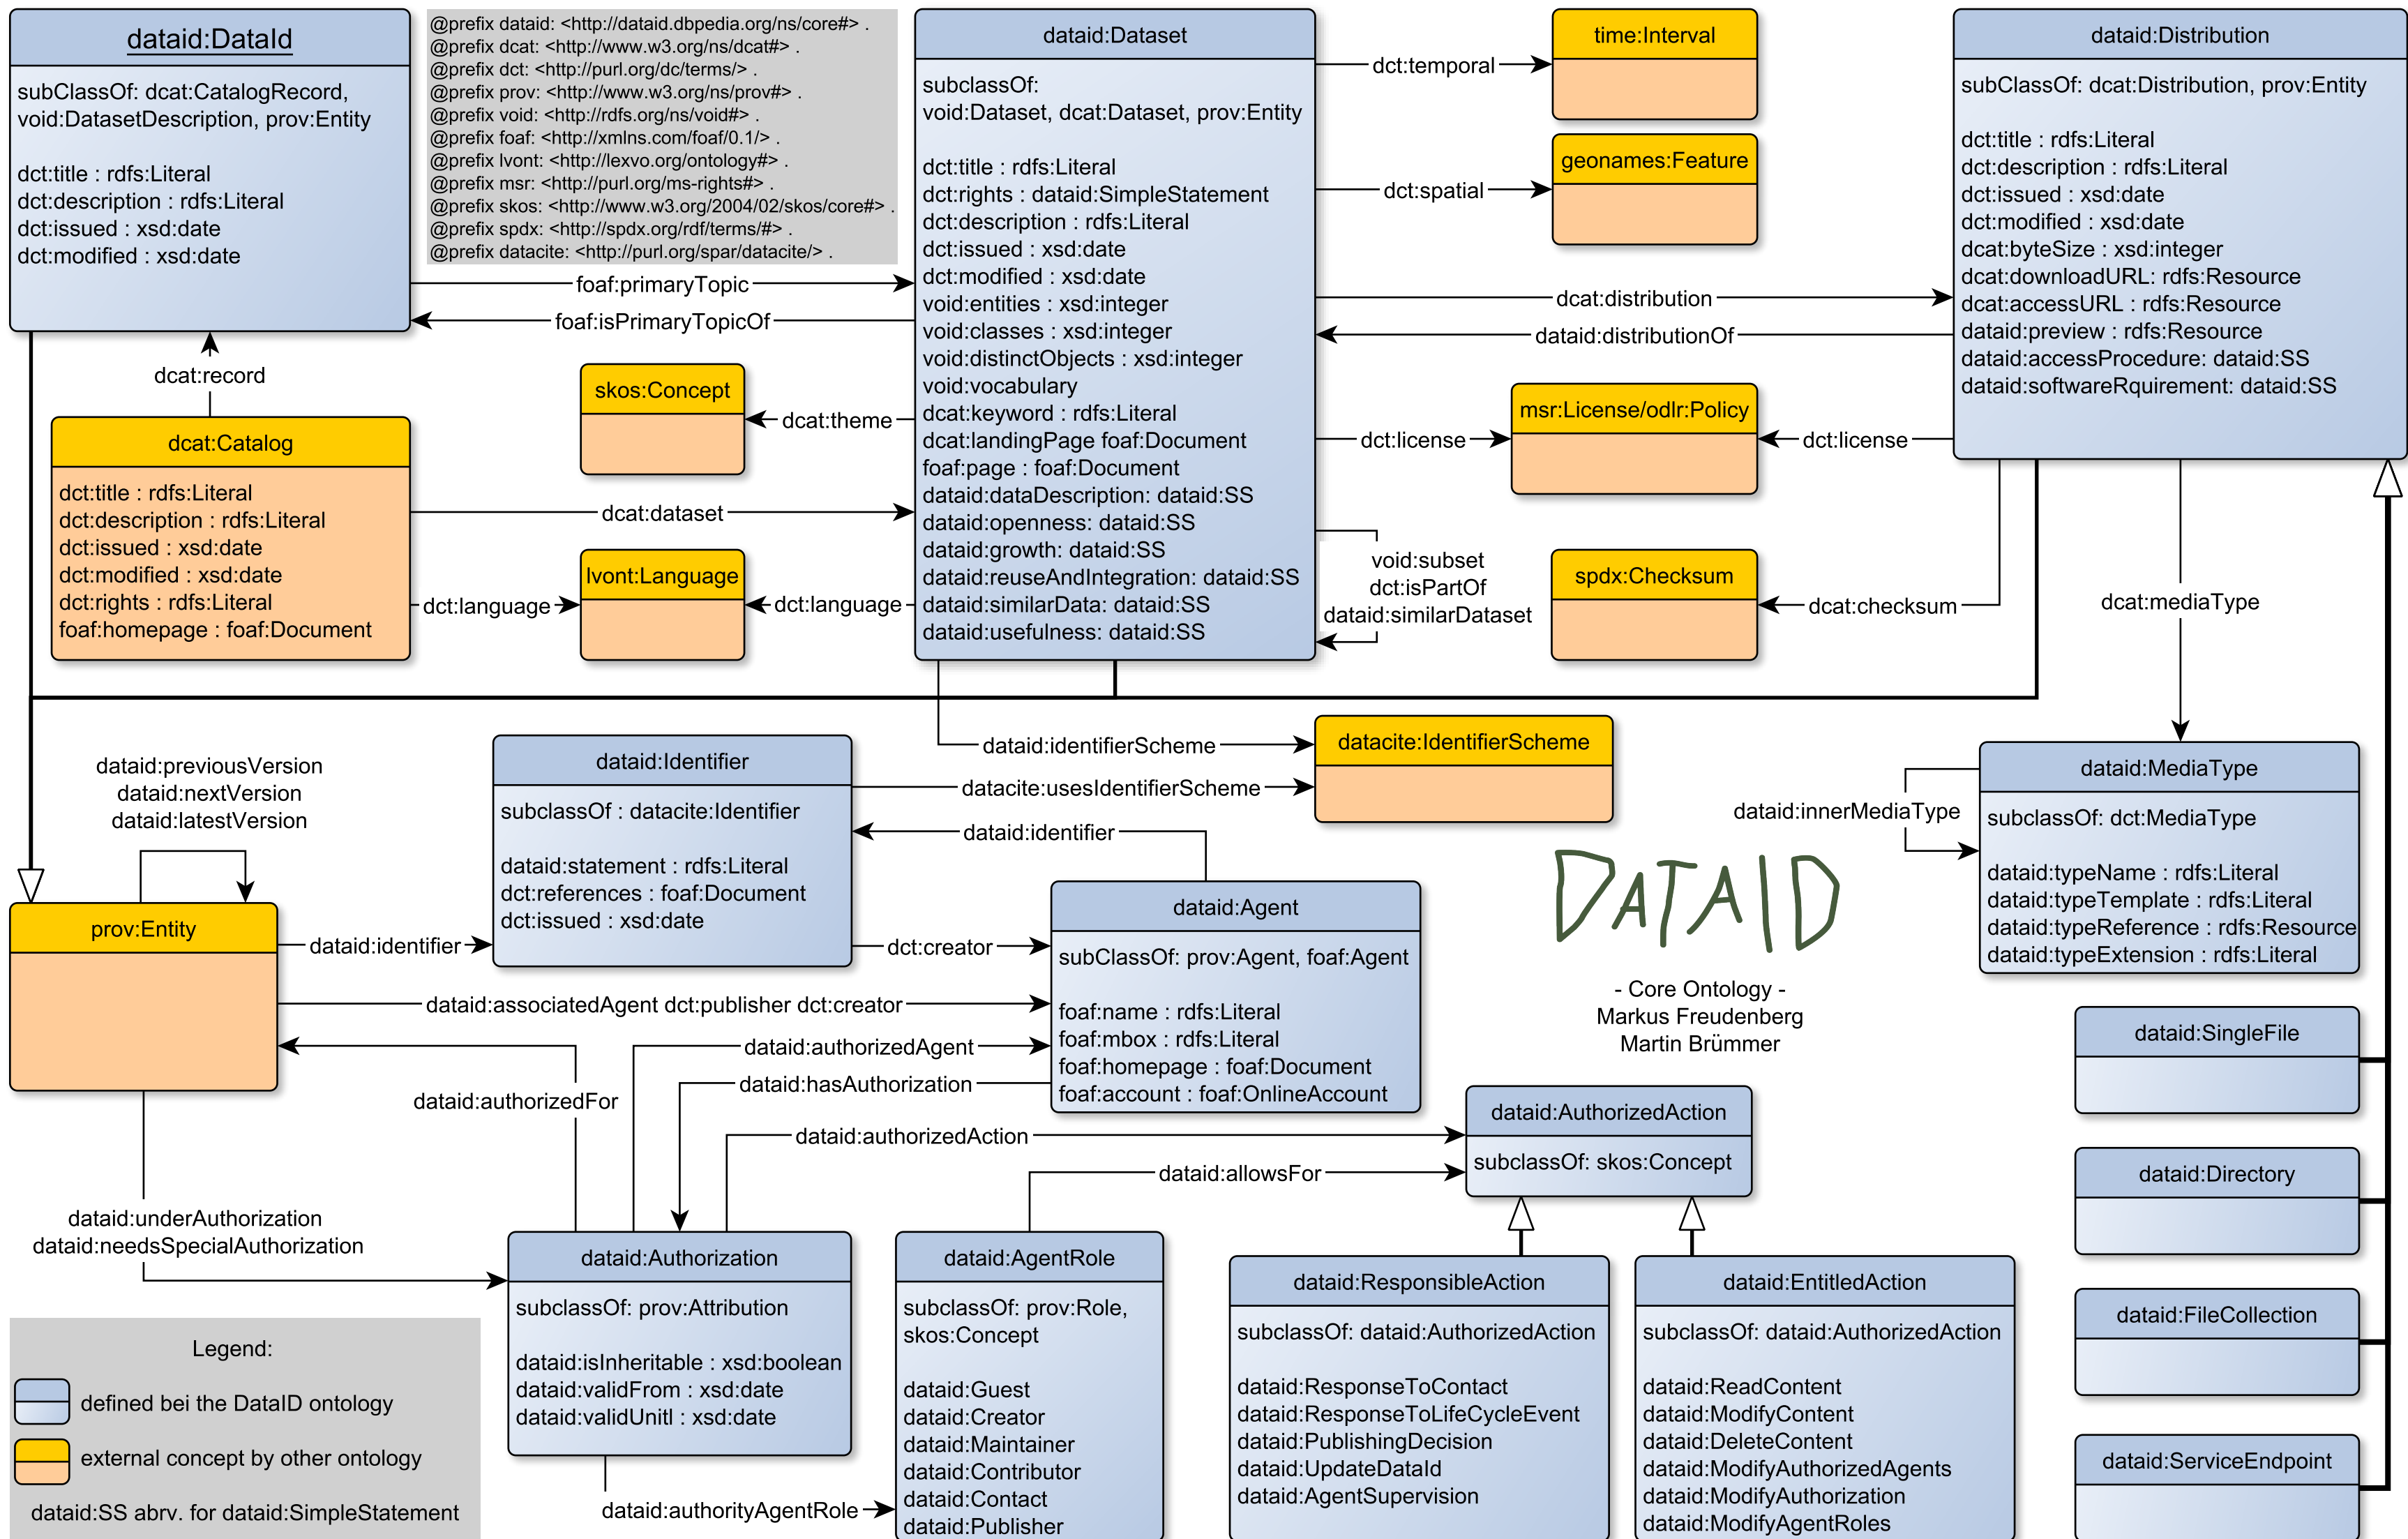 dataid:DataId
subClassOf: dcat:CatalogRecord,
void:DatasetDescription, prov:Entity
dct:title : rdfs:Literal
dct:description : rdfs:Literal
dct:issued : xsd:date
dct:modified : xsd:date
@prefix dataid: <http://dataid.dbpedia.org/ns/core#> .
@prefix dcat: <http://www.w3.org/ns/dcat#> .
@prefix dct: <http://purl.org/dc/terms/> .
@prefix prov: <http://www.w3.org/ns/prov#> .
@prefix void: <http://rdfs.org/ns/void#> .
@prefix foaf: <http://xmlns.com/foaf/0.1/> .
@prefix lvont: <http://lexvo.org/ontology#> .
@prefix msr: <http://purl.org/ms-rights#> .
@prefix skos: <http://www.w3.org/2004/02/skos/core#> .
@prefix spdx: <http://spdx.org/rdf/terms/#> .
@prefix datacite: <http://purl.org/spar/datacite/> .
foaf:primaryTopic
foaf:isPrimaryTopicOf
dcat:record
dcat:Catalog
dct:title : rdfs:Literal
dct:description : rdfs:Literal
dct:issued : xsd:date
dct:modified : xsd:date
dct:rights : rdfs:Literal
foaf:homepage : foaf:Document
skos:Concept
dcat:theme
dcat:dataset
lvont:Language
dct:language
dct:language
dataid:Dataset
subclassOf:
void:Dataset, dcat:Dataset, prov:Entity
dct:title : rdfs:Literal
dct:rights : dataid:SimpleStatement
dct:description : rdfs:Literal
dct:issued : xsd:date
dct:modified : xsd:date
void:entities : xsd:integer
void:classes : xsd:integer
void:distinctObjects : xsd:integer
void:vocabulary
dcat:keyword : rdfs:Literal
dcat:landingPage foaf:Document
foaf:page : foaf:Document
dataid:dataDescription: dataid:SS
dataid:openness: dataid:SS
dataid:growth: dataid:SS
dataid:reuseAndIntegration: dataid:SS
dataid:similarData: dataid:SS
dataid:usefulness: dataid:SS
dct:temporal
time:Interval
dct:spatial
geonames:Feature
dcat:distribution
dataid:distributionOf
dct:license
msr:License/odlr:Policy
dct:license
void:subset
dct:isPartOf
dataid:similarDataset
spdx:Checksum
dcat:checksum
dcat:mediaType
dataid:Distribution
subClassOf: dcat:Distribution, prov:Entity
dct:title : rdfs:Literal
dct:description : rdfs:Literal
dct:issued : xsd:date
dct:modified : xsd:date
dcat:byteSize : xsd:integer
dcat:downloadURL: rdfs:Resource
dcat:accessURL : rdfs:Resource
dataid:preview : rdfs:Resource
dataid:accessProcedure: dataid:SS
dataid:softwareRquirement: dataid:SS
dataid:previousVersion
dataid:nextVersion
dataid:latestVersion
prov:Entity
dataid:identifier
dataid:Identifier
subclassOf : datacite:Identifier
dataid:statement : rdfs:Literal
dct:references : foaf:Document
dct:issued : xsd:date
dataid:identifierScheme
datacite:usesIdentifierScheme
datacite:IdentifierScheme
dataid:identifier
dct:creator
dataid:Agent
subClassOf: prov:Agent, foaf:Agent
foaf:name : rdfs:Literal
foaf:mbox : rdfs:Literal
foaf:homepage : foaf:Document
foaf:account : foaf:OnlineAccount
dataid:associatedAgent dct:publisher dct:creator
dataid:authorizedAgent
dataid:hasAuthorization
dataid:authorizedFor
dataid:authorizedAction
dataid:allowsFor
DATAID
- Core Ontology -
Markus Freudenberg
Martin Brümmer
dataid:innerMediaType
dataid:MediaType
subclassOf: dct:MediaType
dataid:typeName : rdfs:Literal
dataid:typeTemplate : rdfs:Literal
dataid:typeReference : rdfs:Resource
dataid:typeExtension : rdfs:Literal
dataid:SingleFile
dataid:Directory
dataid:FileCollection
dataid:ServiceEndpoint
dataid:AuthorizedAction
subclassOf: skos:Concept
dataid:underAuthorization
dataid:needsSpecialAuthorization
dataid:Authorization
subclassOf: prov:Attribution
dataid:isInheritable : xsd:boolean
dataid:validFrom : xsd:date
dataid:validUnitl : xsd:date
dataid:authorityAgentRole
dataid:AgentRole
subclassOf: prov:Role,
skos:Concept
dataid:Guest
dataid:Creator
dataid:Maintainer
dataid:Contributor
dataid:Contact
dataid:Publisher
dataid:ResponsibleAction
subclassOf: dataid:AuthorizedAction
dataid:ResponseToContact
dataid:ResponseToLifeCycleEvent
dataid:PublishingDecision
dataid:UpdateDataId
dataid:AgentSupervision
dataid:EntitledAction
subclassOf: dataid:AuthorizedAction
dataid:ReadContent
dataid:ModifyContent
dataid:DeleteContent
dataid:ModifyAuthorizedAgents
dataid:ModifyAuthorization
dataid:ModifyAgentRoles
Legend:
defined bei the DataID ontology
external concept by other ontology
dataid:SS abrv. for dataid:SimpleStatement